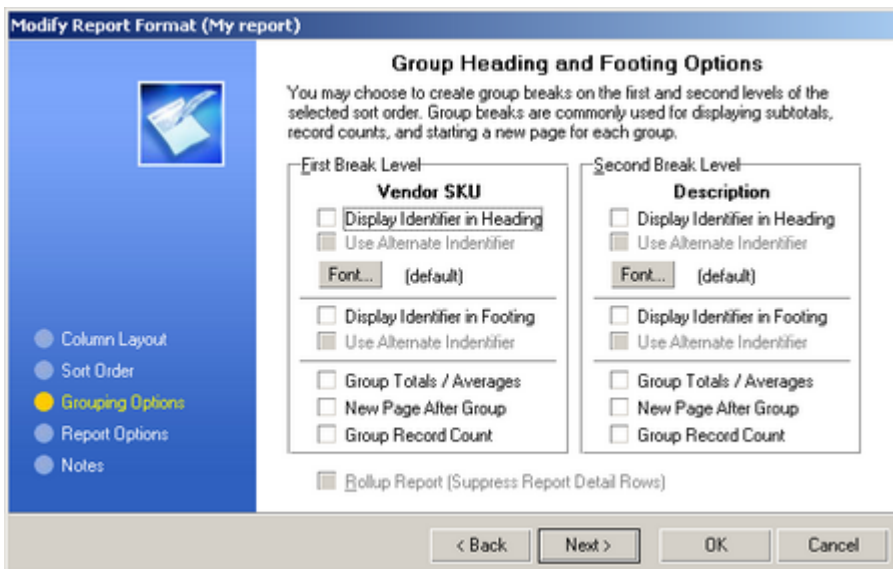 Modify Report Format (My report)
Group Heading and Footing Options
You may choose to create group breaks on the first and second levels of the
selected sort order. Group breaks are commonly used for displaying subtotals,
record counts, and starting a new page for each group.
First Break Level
Vendor SKU
Display Identifier in Heading
Use Alternate Indentifier
Font... (default)
Display Identifier in Footing
Use Alternate Indentifier
Group Totals / Averages
New Page After Group
Group Record Count
Second Break Level
Description
Display Identifier in Heading
Use Alternate Indentifier
Font... (default)
Display Identifier in Footing
Use Alternate Indentifier
Group Totals / Averages
New Page After Group
Group Record Count
Rollup Report (Suppress Report Detail Rows)
Column Layout
Sort Order
Grouping Options
Report Options
Notes
< Back Next > OK Cancel